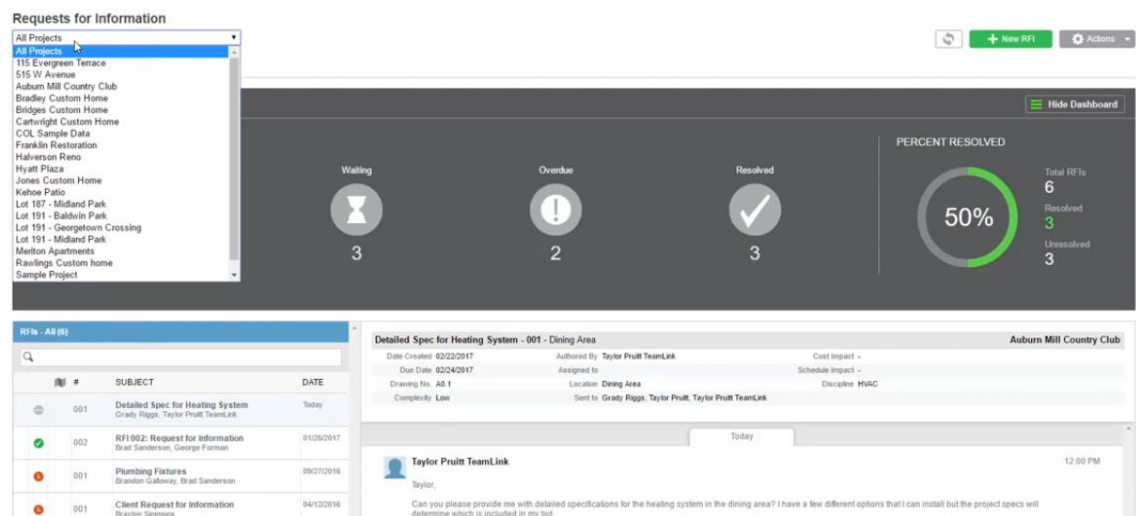 Requests for Information
All Projects
New RFI
Actions
All Projects
115 Evergreen Terrace
515 W Avenue
Auburn Mill Country Club
Bradley Custom Home
Bridges Custom Home
Cartwright Custom Home
COL Sample Data
Franklin Restoration
Halverson Reno
Hyatt Plaza
Jones Custom Home
Kehoe Patio
Lot 187 - Midland Park
Lot 191 - Baldwin Park
Lot 191 - Georgetown Crossing
Lot 191 - Midland Park
Meriton Apartments
Rawlings Custom home
Sample Project
Hide Dashboard
Waiting
3
Overdue
2
Resolved
3
PERCENT RESOLVED
50%
Total RFIs
6
Resolved
3
Unresolved
3
RFIs - All (6)
# SUBJECT DATE
001 Detailed Spec for Heating System Today
Grady Riggs, Taylor Pruitt TeamLink
002 RFI 002: Request for Information 01/26/2017
Brad Sanderson, George Forman
001 Plumbing Fixtures 09/27/2016
Brandon Galloway, Brad Sanderson
001 Client Request for Information 04/12/2016
Braxton Simmons
Detailed Spec for Heating System - 001 - Dining Area Auburn Mill Country Club
Date Created 02/22/2017 Authored By Taylor Pruitt TeamLink Cost Impact -
Due Date 02/24/2017 Assigned to Schedule Impact -
Drawing No. A0.1 Location Dining Area Discipline HVAC
Complexity Low Sent to Grady Riggs, Taylor Pruitt, Taylor Pruitt TeamLink
Today
Taylor Pruitt TeamLink 12:00 PM
Taylor,
Can you please provide me with detailed specifications for the heating system in the dining area? I have a few different options that I can install but the project specs will
determine which is included in my bid